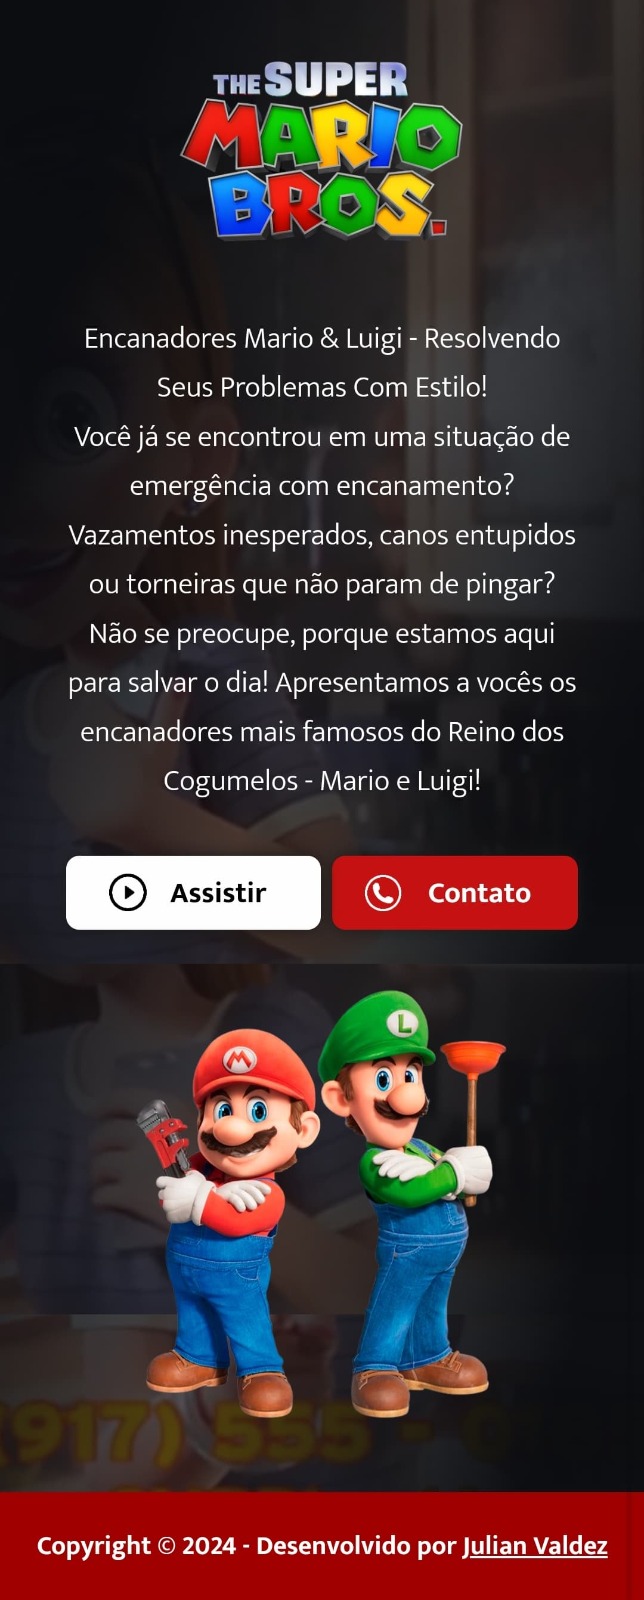 THE SUPER
MARIO
BROS.
Encanadores Mario & Luigi - Resolvendo
Seus Problemas Com Estilo!
Você já se encontrou em uma situação de
emergência com encanamento?
Vazamentos inesperados, canos entupidos
ou torneiras que não param de pingar?
Não se preocupe, porque estamos aqui
para salvar o dia! Apresentamos a vocês os
encanadores mais famosos do Reino dos
Cogumelos - Mario e Luigi!
Assistir Contato
L
M
(917) 555 -
Copyright © 2024 - Desenvolvido por Julian Valdez